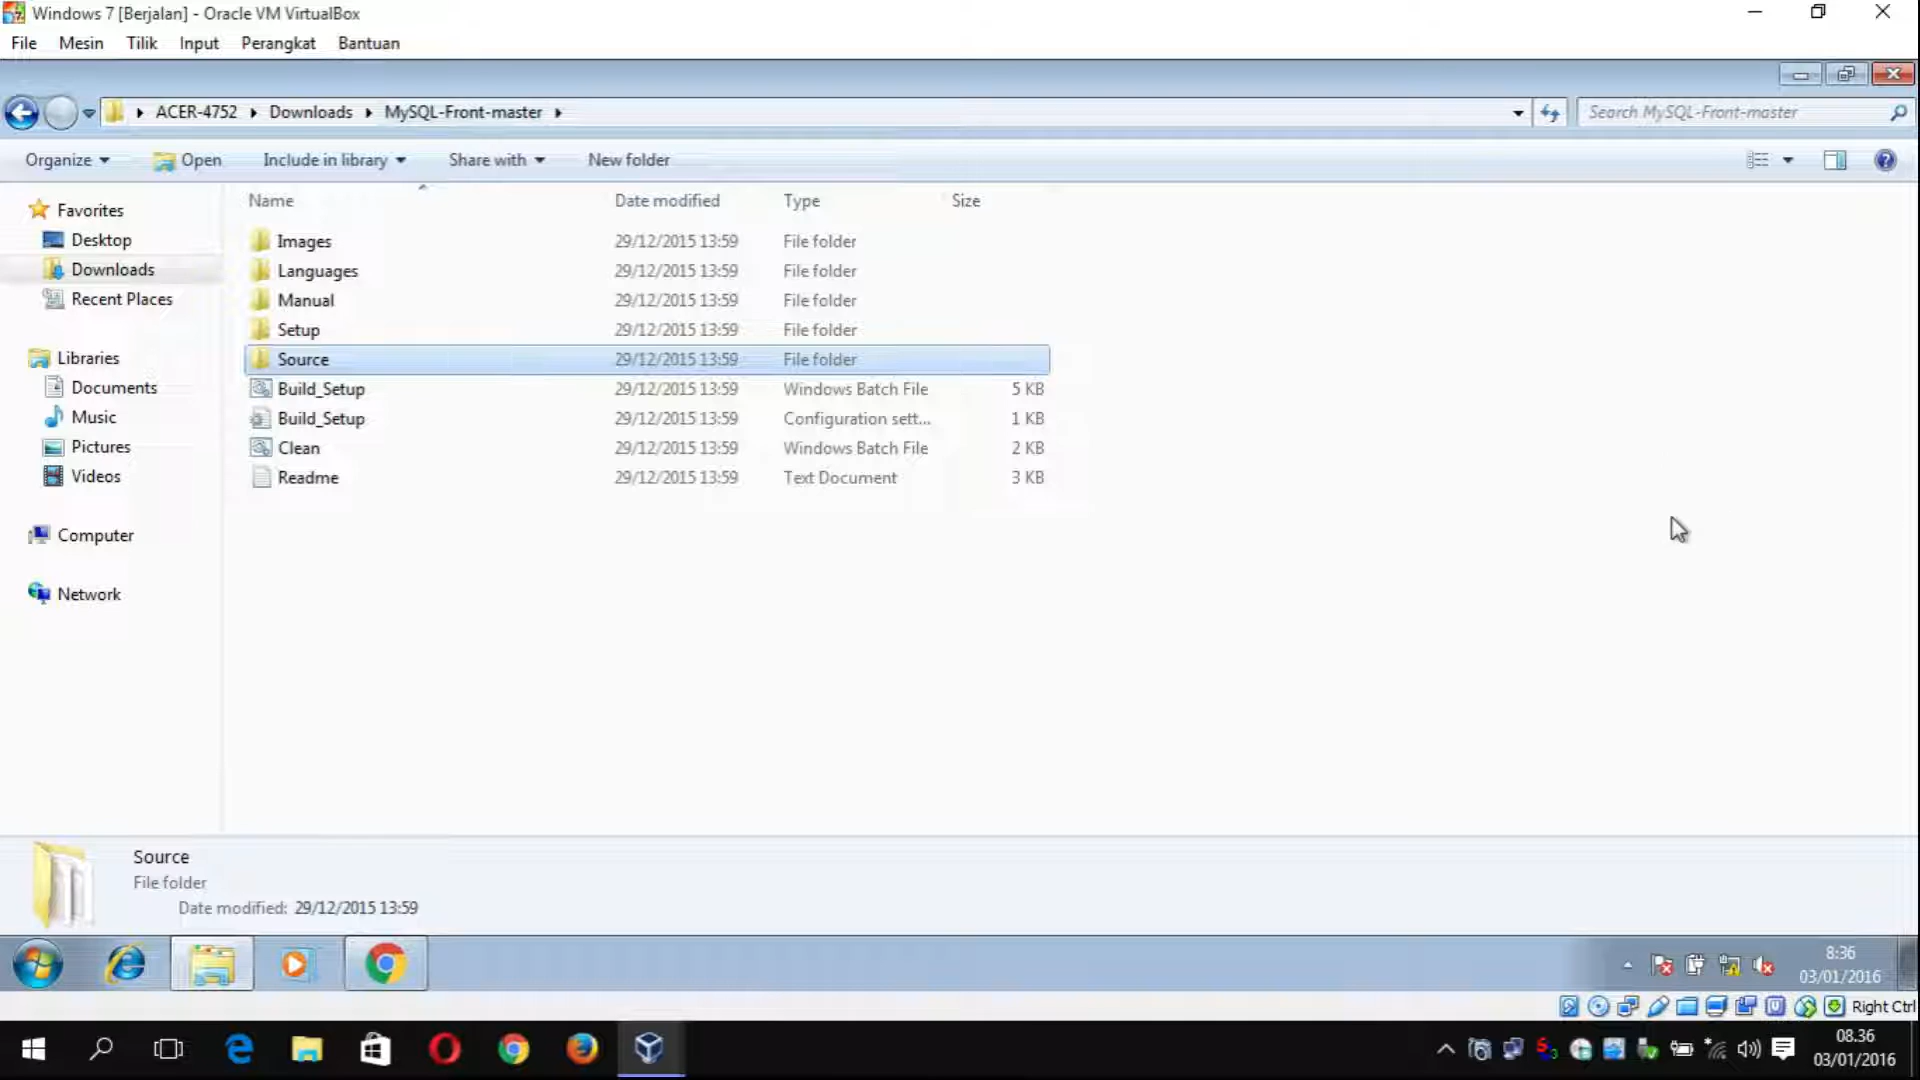 Windows 7 [Berjalan] - Oracle VM VirtualBox
File Mesin Tilik Input Perangkat Bantuan
ACER-4752 Downloads MySQL-Front-master
Search MySQL-Front-master
Organize Open Include in library Share with New folder
Name Date modified Type Size
Favorites
Desktop
Downloads
Recent Places
Libraries
Documents
Music
Pictures
Videos
Computer
Network
Images 29/12/2015 13:59 File folder
Languages 29/12/2015 13:59 File folder
Manual 29/12/2015 13:59 File folder
Setup 29/12/2015 13:59 File folder
Source 29/12/2015 13:59 File folder
Build_Setup 29/12/2015 13:59 Windows Batch File 5 KB
Build_Setup 29/12/2015 13:59 Configuration sett... 1 KB
Clean 29/12/2015 13:59 Windows Batch File 2 KB
Readme 29/12/2015 13:59 Text Document 3 KB
Source
File folder
Date modified: 29/12/2015 13:59
8:36
03/01/2016
Right Ctrl
08.36
03/01/2016